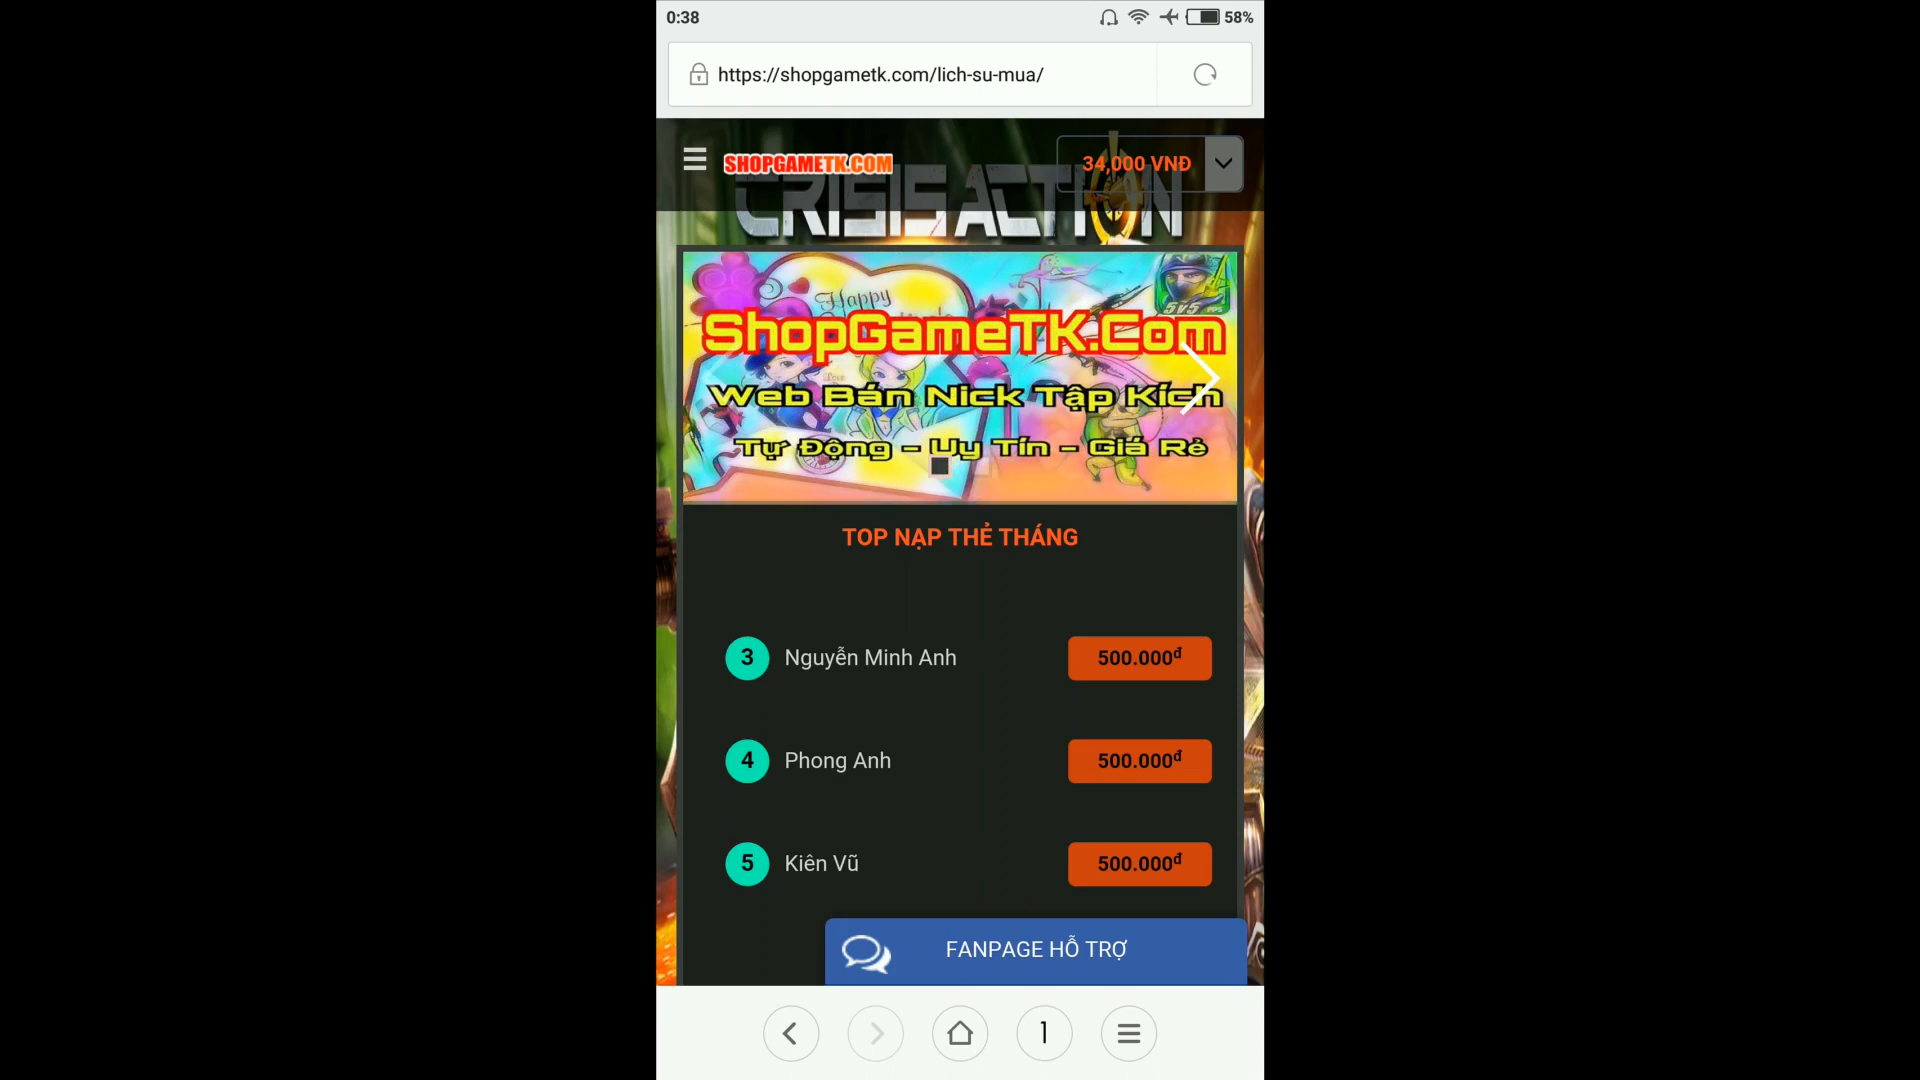 0:38
58%
https://shopgametk.com/lich-su-mua/
SHOPGAMETK.COM
34,000 VNĐ
CRISIS ACTION
Happy
5v5
ShopGameTK.Com
Love
Web Bán Nick Tập Kích
Tự Động - Uy Tín - Giá Rẻ
TOP NẠP THẺ THÁNG
3 Nguyễn Minh Anh 500.000đ
4 Phong Anh 500.000đ
5 Kiên Vũ 500.000đ
FANPAGE HỖ TRỢ
1